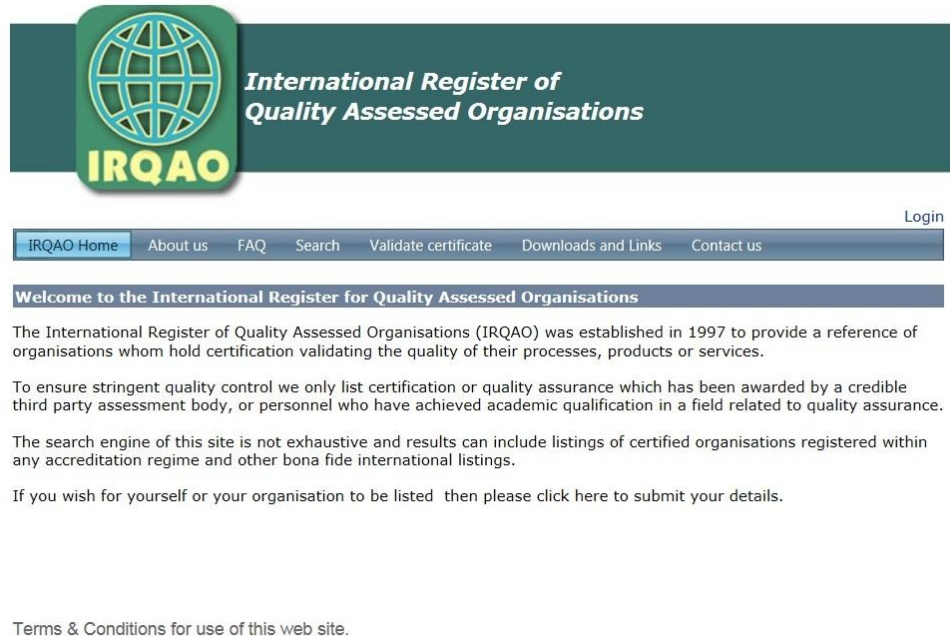 International Register of
Quality Assessed Organisations
IRQAO
Login
IRQAO Home About us FAQ Search Validate certificate Downloads and Links Contact us
Welcome to the International Register for Quality Assessed Organisations
The International Register of Quality Assessed Organisations (IRQAO) was established in 1997 to provide a reference of
organisations whom hold certification validating the quality of their processes, products or services.
To ensure stringent quality control we only list certification or quality assurance which has been awarded by a credible
third party assessment body, or personnel who have achieved academic qualification in a field related to quality assurance.
The search engine of this site is not exhaustive and results can include listings of certified organisations registered within
any accreditation regime and other bona fide international listings.
If you wish for yourself or your organisation to be listed then please click here to submit your details.
Terms & Conditions for use of this web site.